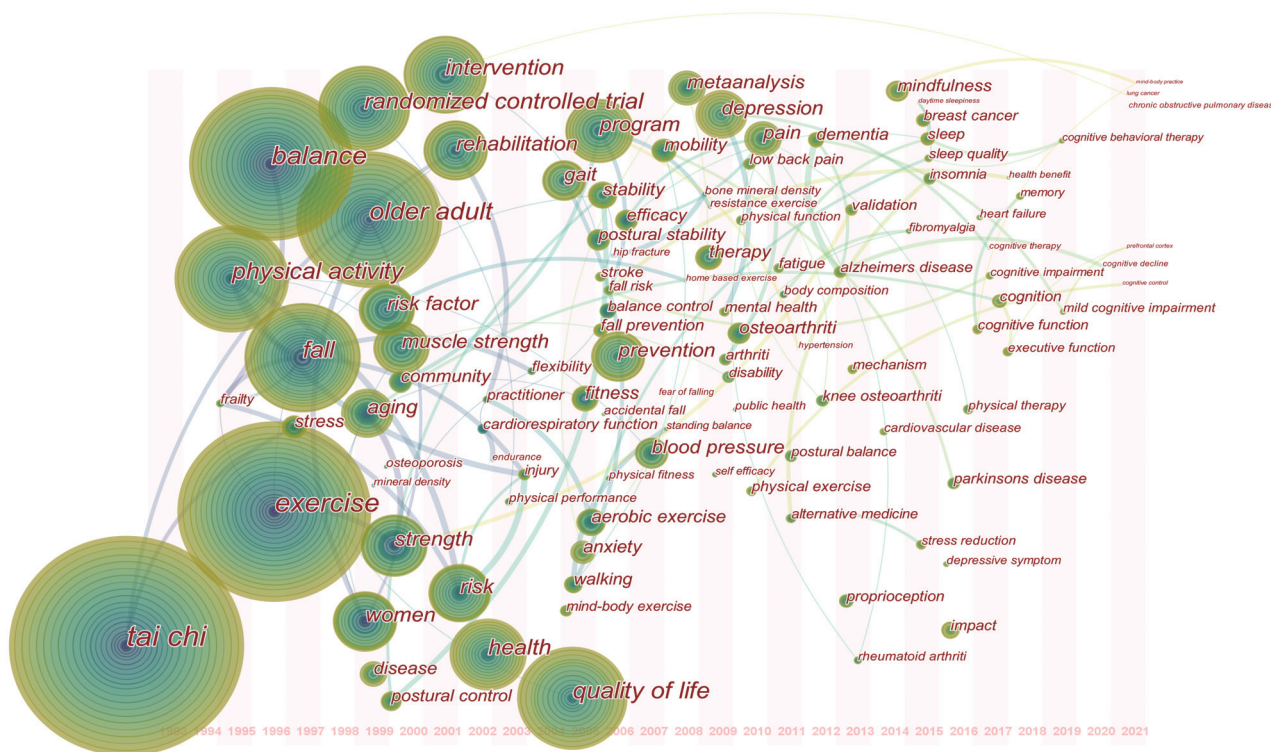 intervention
metaanalysis
mindfulness
mind-body practice
lung cancer
randomized controlled trial
depression
daytime sleepiness
chronic obstructive pulmonary diseas
program
breast cancer
balance
rehabilitation
mobility
pain
dementia
sleep
cognitive behavioral therapy
low back pain
sleep quality
gait
insomnia
health benefit
stability
bone mineral density
memory
older adult
resistance exercise
validation
efficacy
physical function
heart failure
postural stability
fibromyalgia
hip fracture
therapy
cognitive therapy
prefrontal cortex
physical activity
stroke
home based exercise
fatigue
alzheimers disease
cognitive decline
fall risk
cognitive impairment
cognitive control
body composition
risk factor
balance control
mental health
cognition
mild cognitive impairment
fall prevention
osteoarthriti
cognitive function
muscle strength
hypertension
fall
prevention
arthriti
executive function
community
flexibility
disability
mechanism
frailty
practitioner
fitness
fear of falling
knee osteoarthriti
aging
accidental fall
public health
physical therapy
stress
cardiorespiratory function
standing balance
cardiovascular disease
blood pressure
postural balance
osteoporosis
endurance
injury
physical fitness
self efficacy
parkinsons disease
mineral density
exercise
physical performance
physical exercise
aerobic exercise
alternative medicine
strength
anxiety
stress reduction
depressive symptom
risk
walking
proprioception
women
mind-body exercise
impact
tai chi
health
rheumatoid arthriti
disease
postural control
quality of life
1993 1994 1995 1996 1997 1998 1999 2000 2001 2002 2003 2004 2005 2006 2007 2008 2009 2010 2011 2012 2013 2014 2015 2016 2017 2018 2019 2020 2021